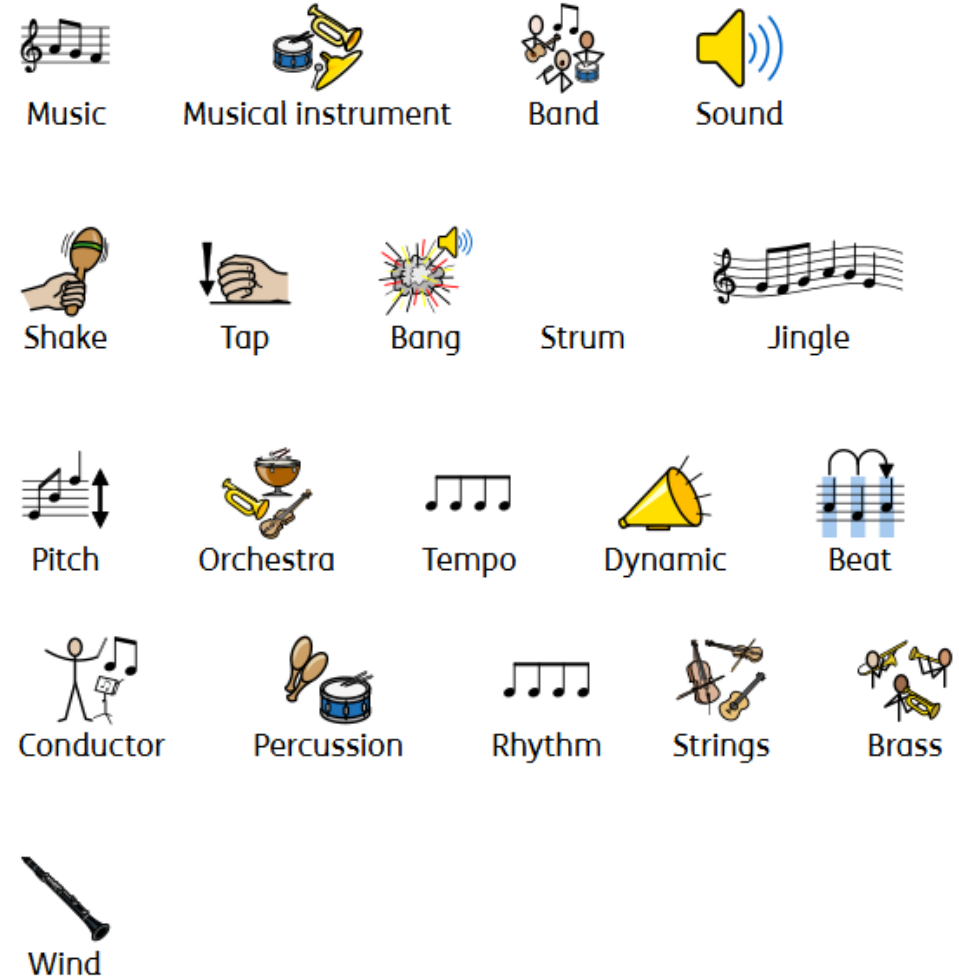 Music Musical instrument Band Sound
Shake Tap Bang Strum Jingle
Pitch Orchestra Tempo Dynamic Beat
Conductor Percussion Rhythm Strings Brass
Wind